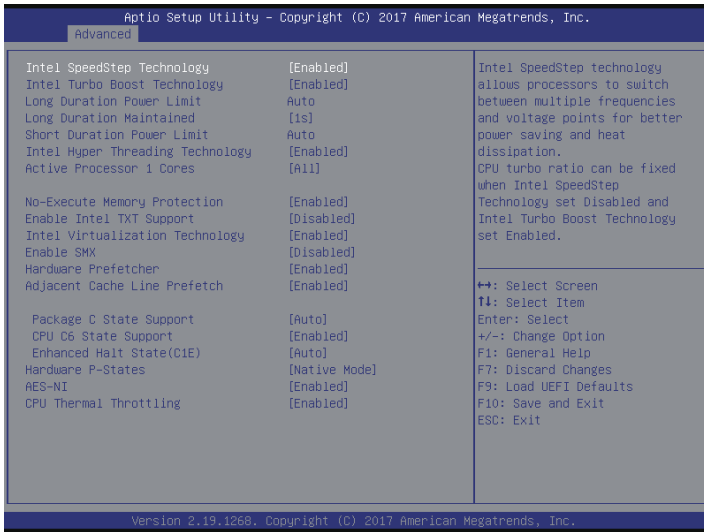 Aptio Setup Utility – Copyright (C) 2017 American Megatrends, Inc.
Advanced
Intel SpeedStep Technology [Enabled]
Intel Turbo Boost Technology [Enabled]
Long Duration Power Limit Auto
Long Duration Maintained [1s]
Short Duration Power Limit Auto
Intel Hyper Threading Technology [Enabled]
Active Processor 1 Cores [All]
No-Execute Memory Protection [Enabled]
Enable Intel TXT Support [Disabled]
Intel Virtualization Technology [Enabled]
Enable SMX [Disabled]
Hardware Prefetcher [Enabled]
Adjacent Cache Line Prefetch [Enabled]
Package C State Support [Auto]
CPU C6 State Support [Enabled]
Enhanced Halt State(C1E) [Auto]
Hardware P-States [Native Mode]
AES-NI [Enabled]
CPU Thermal Throttling [Enabled]
Intel SpeedStep technology
allows processors to switch
between multiple frequencies
and voltage points for better
power saving and heat
dissipation.
CPU turbo ratio can be fixed
when Intel SpeedStep
Technology set Disabled and
Intel Turbo Boost Technology
set Enabled.
↔: Select Screen
↑↓: Select Item
Enter: Select
+/-: Change Option
F1: General Help
F7: Discard Changes
F9: Load UEFI Defaults
F10: Save and Exit
ESC: Exit
Version 2.19.1268. Copyright (C) 2017 American Megatrends, Inc.